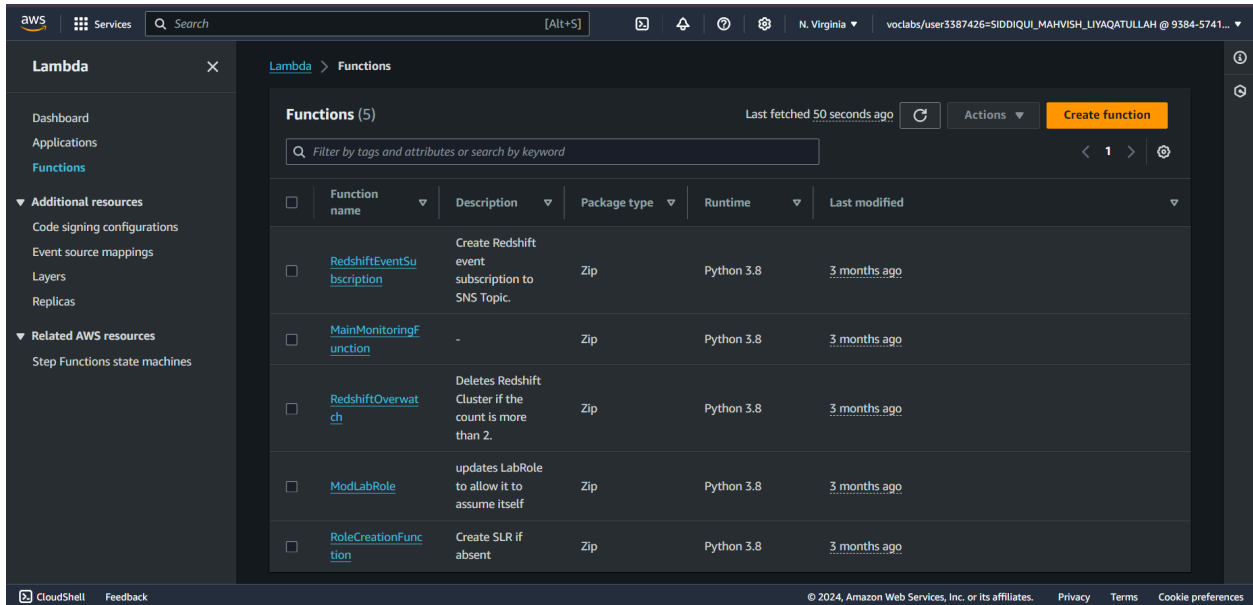 aws
Services
Search
[Alt+S]
N. Virginia
voclabs/user3387426=SIDDIQUI_MAHVISH_LIYAQATULLAH @ 9384-5741...
Lambda
Dashboard
Applications
Functions
Additional resources
Code signing configurations
Event source mappings
Layers
Replicas
Related AWS resources
Step Functions state machines
Lambda > Functions
Functions (5)
Last fetched 50 seconds ago
Actions
Create function
Filter by tags and attributes or search by keyword
< 1 >
Function
name
Description
Package type
Runtime
Last modified
RedshiftEventSu
bscription
Create Redshift
event
subscription to
SNS Topic.
Zip
Python 3.8
3 months ago
MainMonitoringF
unction
-
Zip
Python 3.8
3 months ago
RedshiftOverwat
ch
Deletes Redshift
Cluster if the
count is more
than 2.
Zip
Python 3.8
3 months ago
ModLabRole
updates LabRole
to allow it to
assume itself
Zip
Python 3.8
3 months ago
RoleCreationFunc
tion
Create SLR if
absent
Zip
Python 3.8
3 months ago
CloudShell
Feedback
© 2024, Amazon Web Services, Inc. or its affiliates.
Privacy
Terms
Cookie preferences